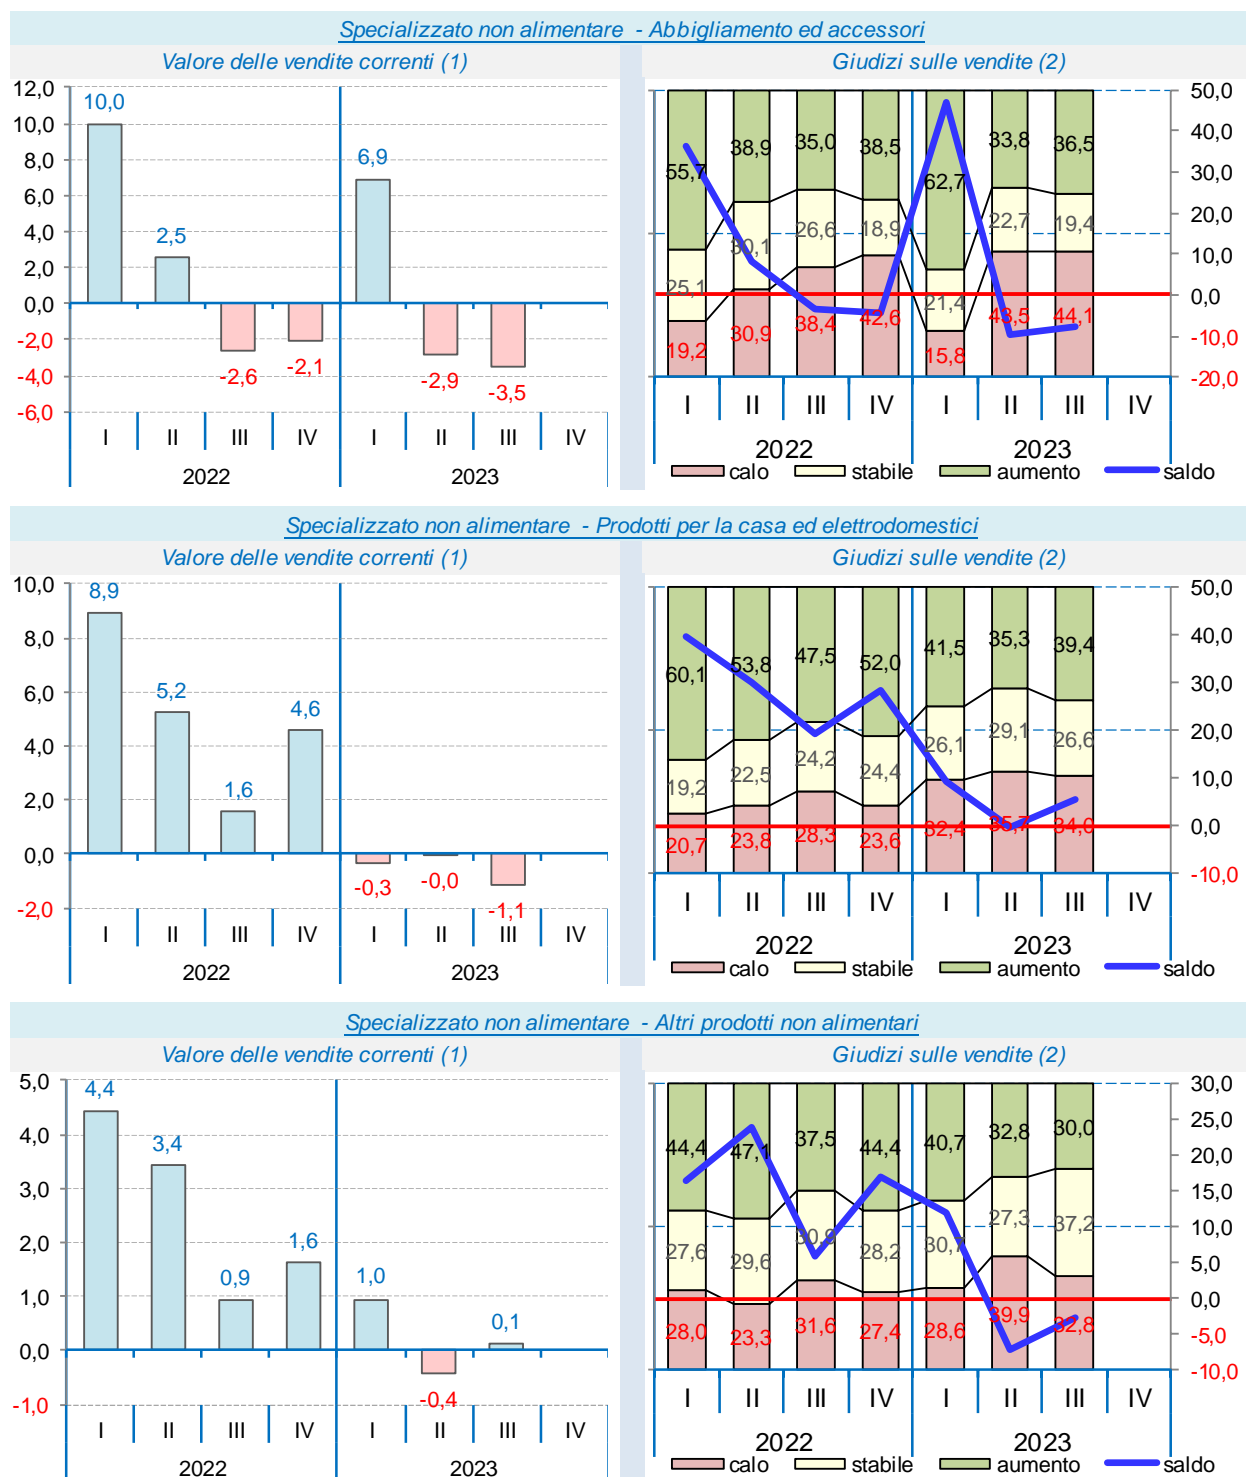 Specializzato non alimentare - Abbigliamento ed accessori
Valore delle vendite correnti (1)
12,0
10,0
8,0
6,0
4,0
2,0
0,0
-2,0
-4,0
-6,0
10,0
2,5
-2,6
-2,1
6,9
-2,9
-3,5
I II III IV I II III IV
2022 2023
Giudizi sulle vendite (2)
50,0
40,0
30,0
20,0
10,0
0,0
-10,0
-20,0
55,7 38,9 35,0 38,5 62,7 33,8 36,5
25,1 30,1 26,6 18,9 21,4 22,7 19,4
19,2 30,9 38,4 42,6 15,8 43,5 44,1
I II III IV I II III IV
2022 2023
calo stabile aumento saldo
Specializzato non alimentare - Prodotti per la casa ed elettrodomestici
Valore delle vendite correnti (1)
10,0
8,0
6,0
4,0
2,0
0,0
-2,0
8,9
5,2
1,6
4,6
-0,3
-0,0
-1,1
I II III IV I II III IV
2022 2023
Giudizi sulle vendite (2)
50,0
40,0
30,0
20,0
10,0
0,0
-10,0
60,1 53,8 47,5 52,0 41,5 35,3 39,4
19,2 22,5 24,2 24,4 26,1 29,1 26,6
20,7 23,8 28,3 23,6 32,4 35,7 34,0
I II III IV I II III IV
2022 2023
calo stabile aumento saldo
Specializzato non alimentare - Altri prodotti non alimentari
Valore delle vendite correnti (1)
5,0
4,0
3,0
2,0
1,0
0,0
-1,0
4,4
3,4
0,9
1,6
1,0
-0,4
0,1
I II III IV I II III IV
2022 2023
Giudizi sulle vendite (2)
30,0
25,0
20,0
15,0
10,0
5,0
0,0
-5,0
-10,0
44,4 47,1 37,5 44,4 40,7 32,8 30,0
27,6 29,6 30,9 28,2 30,7 27,3 37,2
28,0 23,3 31,6 27,4 28,6 39,9 32,8
I II III IV I II III IV
2022 2023
calo stabile aumento saldo